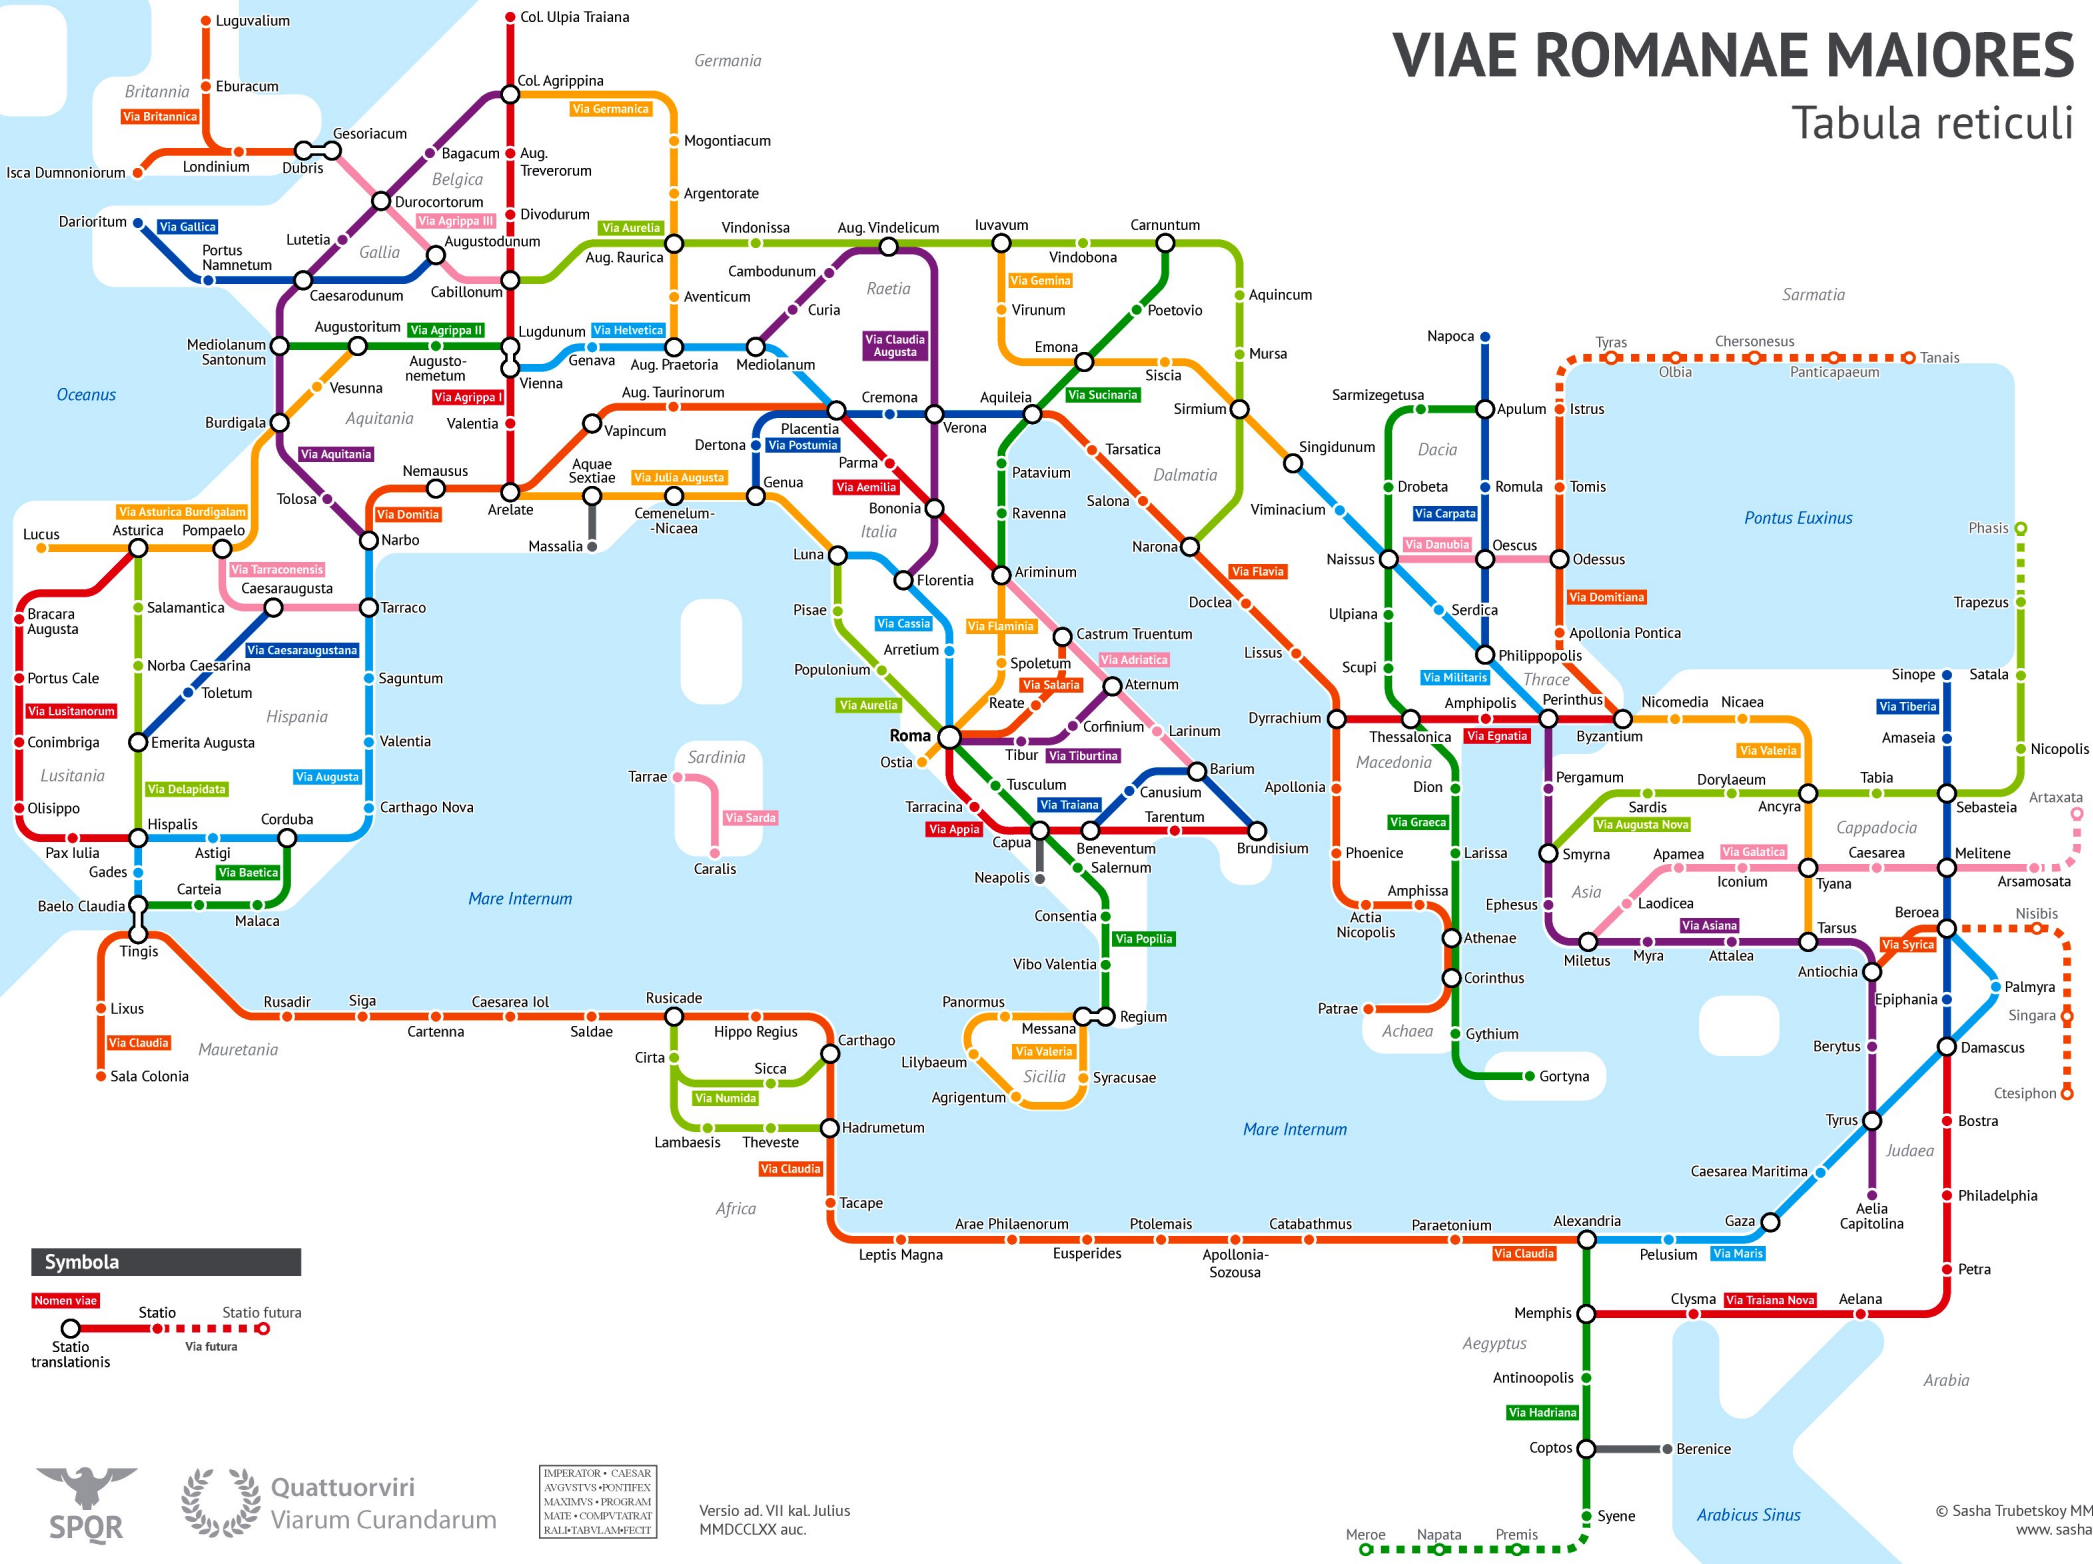 VIAE ROMANAE MAIORES
Tabula reticuli
Luguvalium
Eburacum
Britannia
Via Britannica
Isca Dumnoniorum
Londinium
Dubris
Gesoriacum
Col. Ulpia Traiana
Germania
Col. Agrippina
Via Germanica
Mogontiacum
Bagacum
Aug.
Treverorum
Belgica
Argentorate
Durocortorum
Via Agrippa III
Divodurum
Darioritum
Via Gallica
Portus
Namnetum
Lutetia
Gallia
Augustodunum
Via Aurelia
Vindonissa
Aug. Vindelicum
Iuvavum
Carnuntum
Aug. Raurica
Vindobona
Caesarodunum
Cabillonum
Cambodunum
Raetia
Via Gemina
Aquincum
Aventicum
Curia
Virunum
Poetovio
Sarmatia
Mediolanum
Santonum
Augustoritum
Via Agrippa II
Augusto-
nemetum
Lugdunum
Via Helvetica
Genava
Aug. Praetoria
Mediolanum
Via Claudia
Augusta
Emona
Siscia
Mursa
Napoca
Tyras
Olbia
Chersonesus
Panticapaeum
Tanais
Vienna
Vesunna
Oceanus
Via Agrippa I
Aug. Taurinorum
Cremona
Aquileia
Via Sucinaria
Sarmizegetusa
Burdigala
Aquitania
Valentia
Vapincum
Placentia
Verona
Sirmium
Apulum
Istrus
Dertona
Via Postumia
Via Aquitania
Nemausus
Aquae
Sextiae
Via Julia Augusta
Genua
Parma
Via Aemilia
Patavium
Tarsatica
Dalmatia
Singidunum
Dacia
Tolosa
Via Domitia
Arelate
Cemenelum-
-Nicaea
Salona
Viminacium
Drobeta
Romula
Tomis
Via Asturica Burdigalam
Bononia
Ravenna
Via Carpata
Pontus Euxinus
Phasis
Lucus
Asturica
Pompaelo
Narbo
Massalia
Italia
Luna
Narona
Naissus
Via Danubia
Oescus
Odessus
Via Tarraconensis
Caesaraugusta
Florentia
Ariminum
Via Flavia
Bracara
Augusta
Salamantica
Tarraco
Pisae
Via Cassia
Via Flaminia
Doclea
Ulpiana
Serdica
Via Domitiana
Trapezus
Via Caesaraugustana
Arretium
Castrum Truentum
Lissus
Apollonia Pontica
Norba Caesarina
Toletum
Populonium
Spoletum
Via Adriatica
Via Salaria
Scupi
Via Militaris
Philippopolis
Thrace
Sinope
Satala
Portus Cale
Saguntum
Via Lusitanorum
Hispania
Via Aurelia
Reate
Aternum
Corfinium
Larinum
Dyrrachium
Thessalonica
Amphipolis
Via Egnatia
Perinthus
Byzantium
Nicomedia
Nicaea
Via Tiberia
Amaseia
Conimbriga
Emerita Augusta
Valentia
Roma
Tibur
Via Tiburtina
Via Valeria
Nicopolis
Lusitania
Via Delapidata
Via Augusta
Sardinia
Tarrae
Ostia
Tusculum
Barium
Macedonia
Pergamum
Dorylaeum
Sardis
Ancyra
Tabia
Sebasteia
Artaxata
Olisippo
Carthago Nova
Via Sarda
Tarracina
Via Traiana
Canusium
Apollonia
Dion
Via Augusta Nova
Cappadocia
Hispalis
Corduba
Via Appia
Tarentum
Via Graeca
Pax Iulia
Astigi
Capua
Beneventum
Brundisium
Phoenice
Larissa
Smyrna
Apamea
Via Galatica
Iconium
Tyana
Caesarea
Melitene
Arsamosata
Gades
Via Baetica
Caralis
Neapolis
Salernum
Amphissa
Ephesus
Asia
Laodicea
Baelo Claudia
Carteia
Malaca
Mare Internum
Consentia
Actia
Nicopolis
Via Asiana
Beroea
Nisibis
Tingis
Via Popilia
Athenae
Miletus
Myra
Attalea
Tarsus
Via Syrica
Vibo Valentia
Corinthus
Antiochia
Palmyra
Lixus
Rusadir
Siga
Cartenna
Caesarea Iol
Saldae
Rusicade
Hippo Regius
Panormus
Messana
Regium
Patrae
Achaea
Gythium
Epiphania
Singara
Via Claudia
Mauretania
Carthago
Via Valeria
Sicilia
Berytus
Damascus
Sala Colonia
Cirta
Sicca
Lilybaeum
Syracusae
Agrigentum
Gortyna
Ctesiphon
Via Numida
Lambaesis
Theveste
Hadrumetum
Mare Internum
Tyrus
Bostra
Judaea
Via Claudia
Caesarea Maritima
Africa
Tacape
Aelia
Capitolina
Philadelphia
Leptis Magna
Arae Philaenorum
Eusperides
Ptolemais
Apollonia-
Sozousa
Catabathmus
Paraetonium
Via Claudia
Alexandria
Pelusium
Gaza
Via Maris
Petra
Symbola
Nomen viae
Statio
Statio futura
Statio
translationis
Via futura
Memphis
Clysma
Via Traiana Nova
Aelana
Aegyptus
Antinoopolis
Arabia
Via Hadriana
Coptos
Berenice
Syene
Arabicus Sinus
Meroe
Napata
Premis
SPQR
Quattuorviri
Viarum Curandarum
IMPERATOR • CAESAR
AVGVSTVS •PONTIFEX
MAXIMVS • PROGRAM
MATE • COMPVTATRAT
RALI•TABVLAM•FECIT
Versio ad. VII kal. Julius
MMDCCLXX auc.
© Sasha Trubetskoy MM
www. sasha